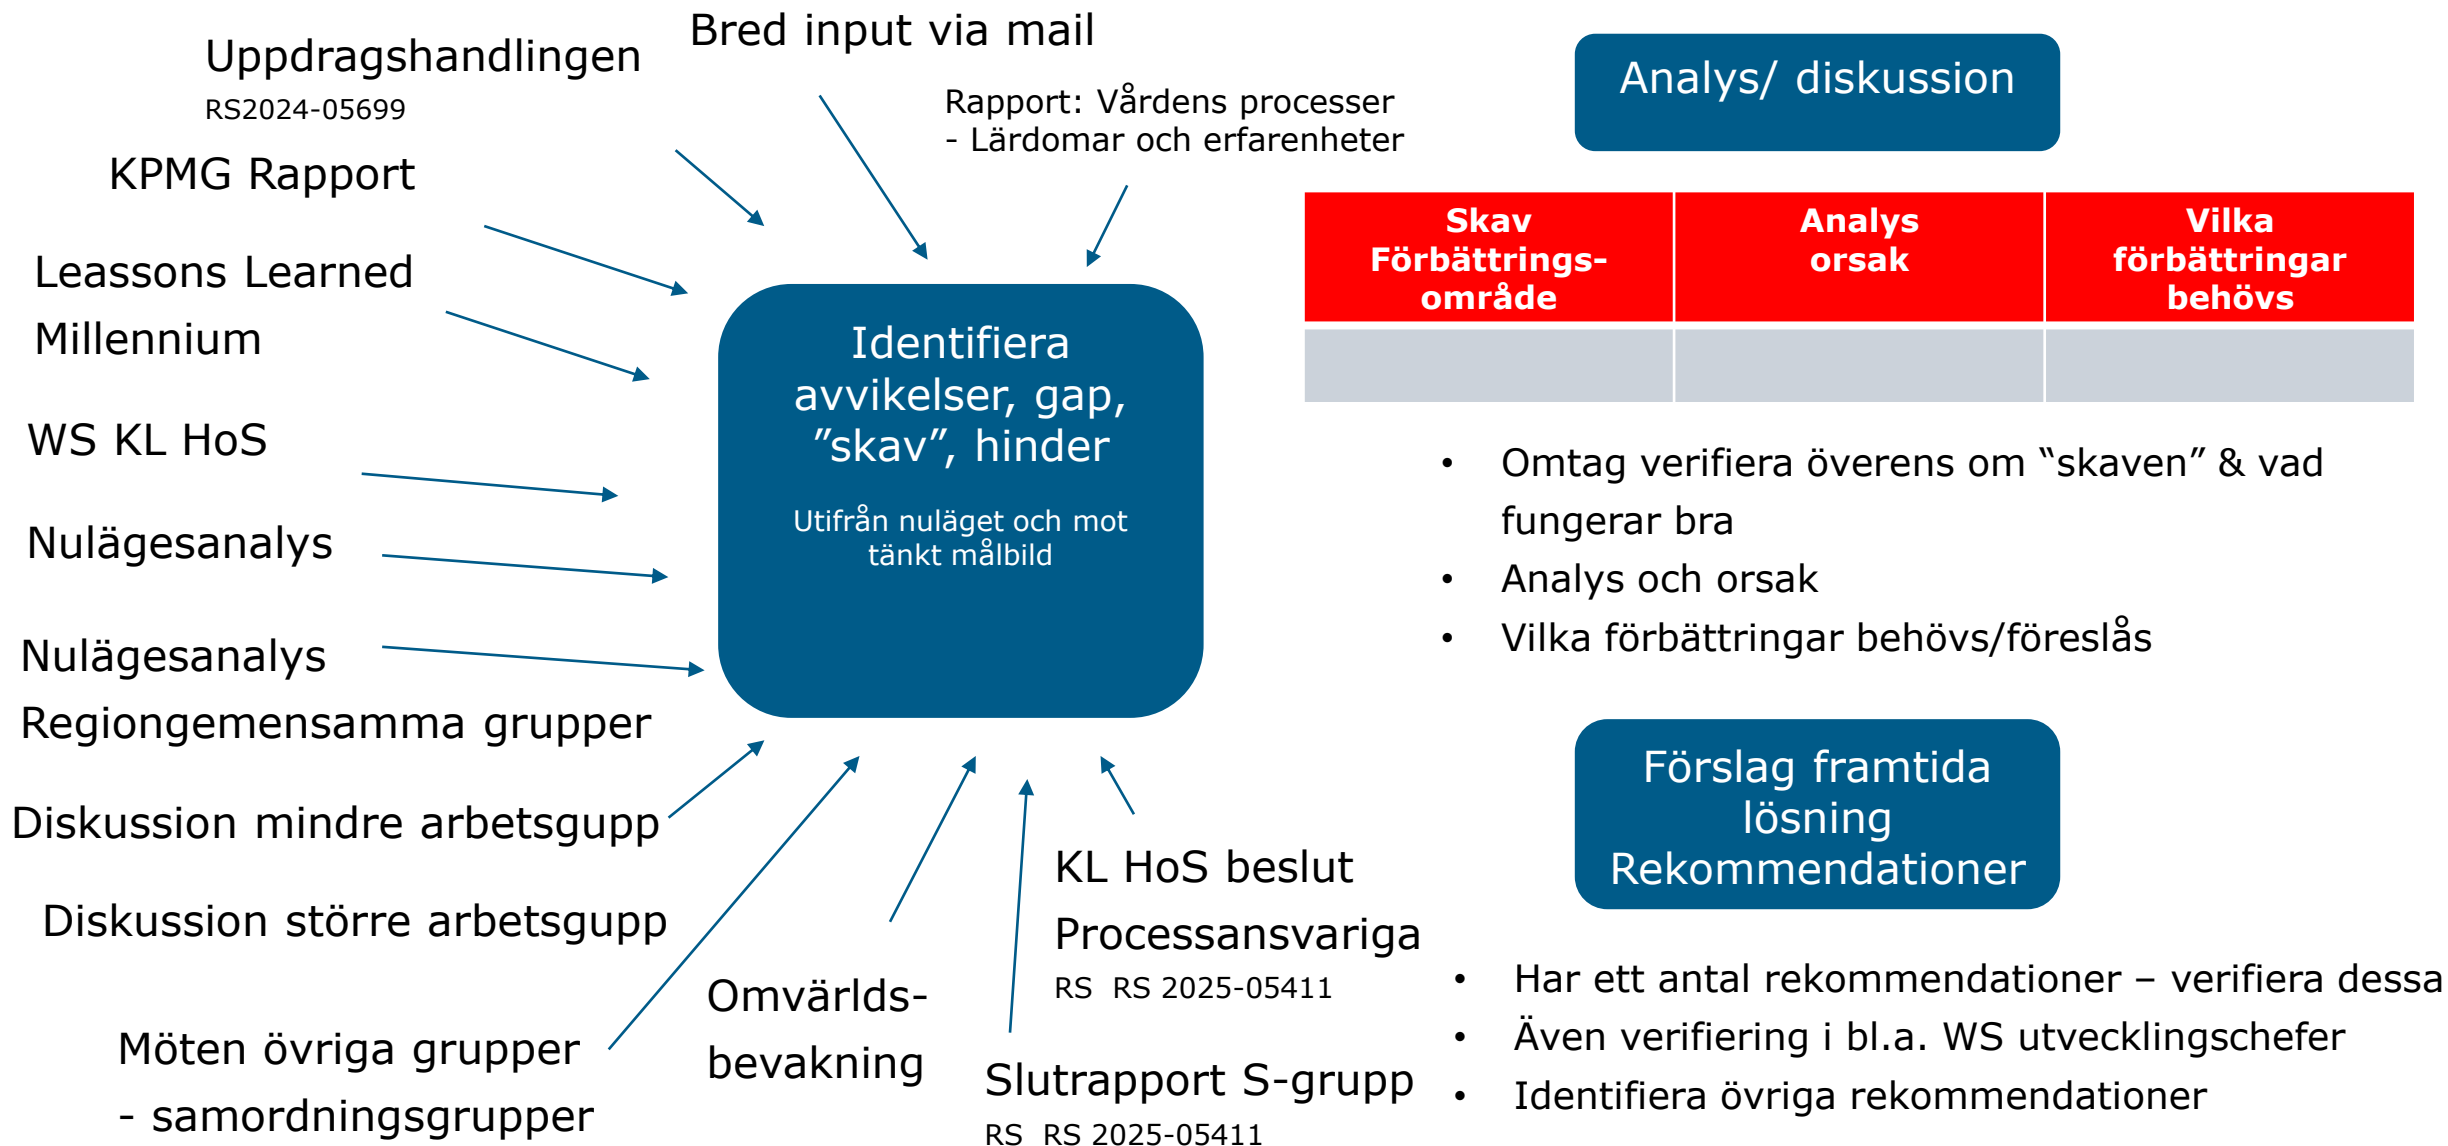 Bred input via mail
Uppdragshandlingen
RS2024-05699
Rapport: Vårdens processer
- Lärdomar och erfarenheter
KPMG Rapport
Leassons Learned
Millennium
WS KL HoS
Nulägesanalys
Nulägesanalys
Regiongemensamma grupper
Diskussion mindre arbetsgupp
Diskussion större arbetsgupp
Möten övriga grupper
- samordningsgrupper
Omvärlds-
bevakning
Slutrapport S-grupp
RS  RS 2025-05411
KL HoS beslut
Processansvariga
RS  RS 2025-05411
Identifiera
avvikelser, gap,
”skav”, hinder
Utifrån nuläget och mot
tänkt målbild
Analys/ diskussion
Skav
Förbättrings-
område
Analys
orsak
Vilka
förbättringar
behövs
• Omtag verifiera överens om “skaven” & vad
fungerar bra
• Analys och orsak
• Vilka förbättringar behövs/föreslås
Förslag framtida
lösning
Rekommendationer
• Har ett antal rekommendationer – verifiera dessa
• Även verifiering i bl.a. WS utvecklingschefer
• Identifiera övriga rekommendationer